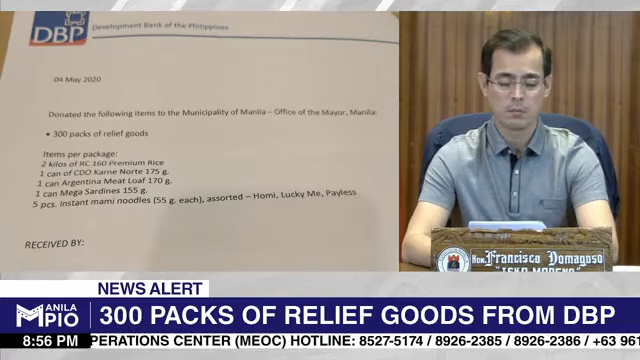 DBP
Development Bank of the Philippines
04 May 2020
Donated the following items to the Municipality of Manila – Office of the Mayor, Manila:
• 300 packs of relief goods
Items per package:
2 kilos of RC 160 Premium Rice
1 can of CDO Karne Norte 175 g.
1 can Argentina Meat Loaf 170 g.
1 can Mega Sardines 155 g.
5 pcs. Instant mami noodles (55 g. each), assorted – Homi, Lucky Me, Payless
RECEIVED BY:
Hon. Francisco Domagoso
"ISKO MORENO"
NEWS ALERT
MANILA
PIO
300 PACKS OF RELIEF GOODS FROM DBP
8:56 PM
PERATIONS CENTER (MEOC) HOTLINE: 8527-5174 / 8926-2385 / 8926-2386 / +63 96